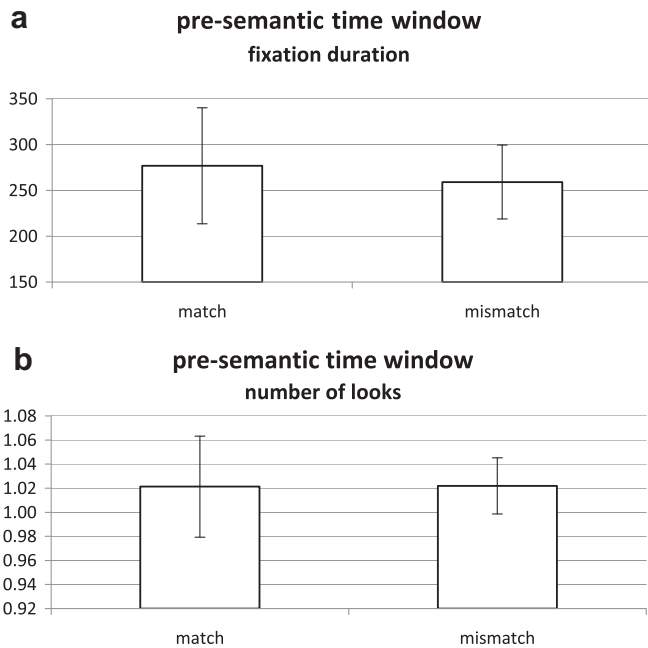 a
pre-semantic time window
fixation duration
350
300
250
200
150
match mismatch
b
pre-semantic time window
number of looks
1.08
1.06
1.04
1.02
1.00
0.98
0.96
0.94
0.92
match mismatch